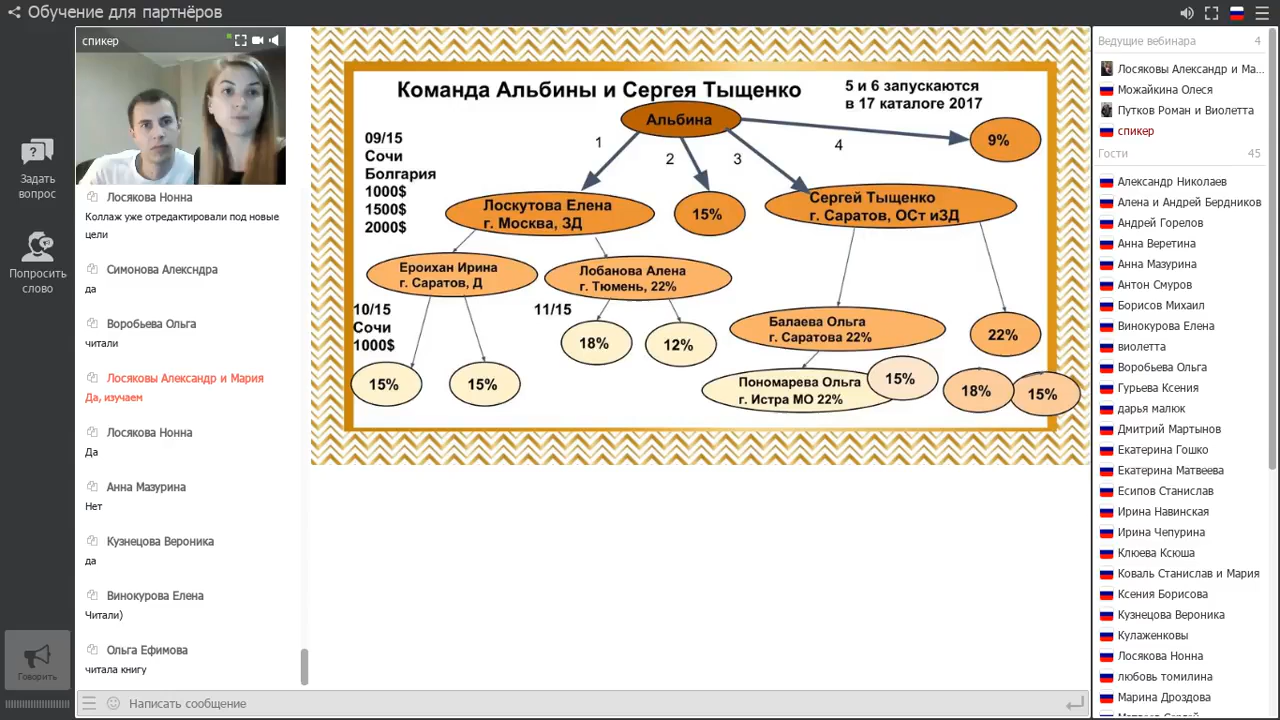 Обучение для партнёров
спикер
Задать
вопрос
Попросить
слово
Говорить
Лосякова Нонна
Коллаж уже отредактировали под новые
цели
Симонова Алекснdра
да
Воробьева Ольга
читали
Лосяковы Александр и Мария
Да, изучаем
Лосякова Нонна
Да
Анна Мазурина
Нет
Кузнецова Вероника
да
Винокурова Елена
Читали)
Ольга Ефимова
читала книгу
Написать сообщение
Команда Альбины и Сергея Тыщенко
5 и 6 запускаются
в 17 каталоге 2017
Альбина
1
2
3
4
9%
09/15
Сочи
Болгария
1000$
1500$
2000$
Лоскутова Елена
г. Москва, ЗД
15%
Сергей Тыщенко
г. Саратов, ОСт иЗД
Ероихан Ирина
г. Саратов, Д
Лобанова Алена
г. Тюмень, 22%
10/15
Сочи
1000$
11/15
18%
12%
Балаева Ольга
г. Саратова 22%
22%
15%
15%
Пономарева Ольга
г. Истра МО 22%
15%
18%
15%
Ведущие вебинара 4
Лосяковы Александр и Ма...
Можайкина Олеся
Путков Роман и Виолетта
спикер
Гости 45
Александр Николаев
Алена и Андрей Бердников
Андрей Горелов
Анна Веретина
Анна Мазурина
Антон Смуров
Борисов Михаил
Винокурова Елена
виолетта
Воробьева Ольга
Гурьева Ксения
дарья малюк
Дмитрий Мартынов
Екатерина Гошко
Екатерина Матвеева
Есипов Станислав
Ирина Навинская
Ирина Чепурина
Клюева Ксюша
Коваль Станислав и Мария
Ксения Борисова
Кузнецова Вероника
Кулаженковы
Лосякова Нонна
любовь томилина
Марина Дроздова